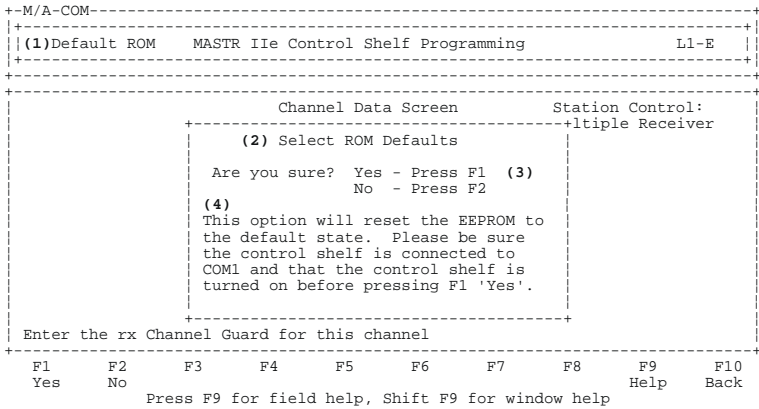 M/A-COM
(1)Default ROM MASTR IIe Control Shelf Programming L1-E
Channel Data Screen Station Control:
ltiple Receiver
(2) Select ROM Defaults
Are you sure? Yes - Press F1 (3)
No - Press F2
(4)
This option will reset the EEPROM to
the default state. Please be sure
the control shelf is connected to
COM1 and that the control shelf is
turned on before pressing F1 'Yes'.
Enter the rx Channel Guard for this channel
F1 F2 F3 F4 F5 F6 F7 F8 F9 F10
Yes No Help Back
Press F9 for field help, Shift F9 for window help